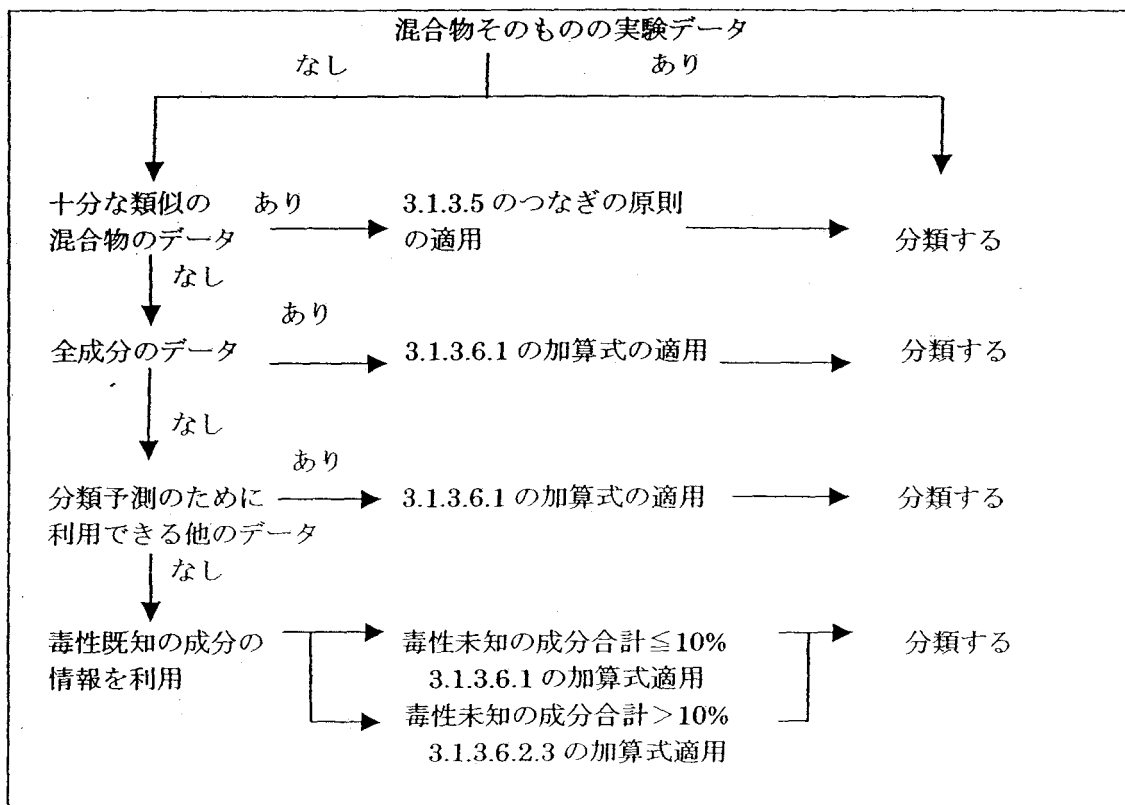 混合物そのものの実験データ
なし あり
十分な類似の あり 3.1.3.5 のつなぎの原則
混合物のデータ の適用 分類する
なし
あり
全成分のデータ 3.1.3.6.1 の加算式の適用 分類する
なし
あり
分類予測のために 3.1.3.6.1 の加算式の適用 分類する
利用できる他のデータ
なし
毒性既知の成分の 毒性未知の成分合計≦10% 分類する
情報を利用 3.1.3.6.1 の加算式適用
毒性未知の成分合計＞10%
3.1.3.6.2.3 の加算式適用